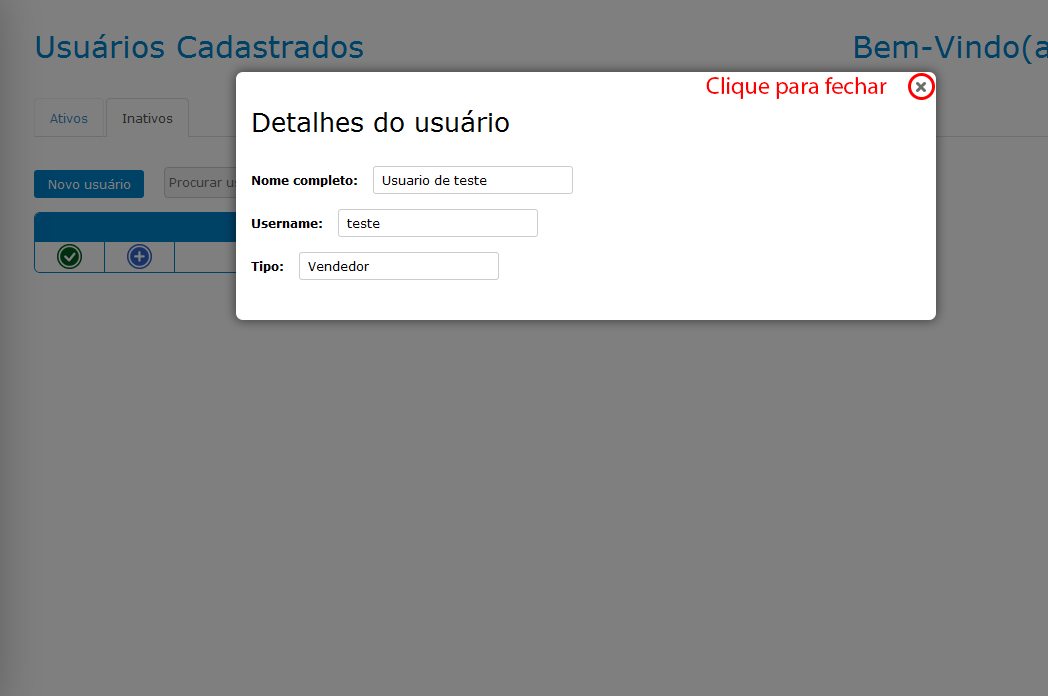 Usuários Cadastrados
Bem-Vindo(a
Clique para fechar
Detalhes do usuário
Ativos
Inativos
Nome completo: Usuario de teste
Novo usuário
Procurar
Username: teste
Tipo: Vendedor